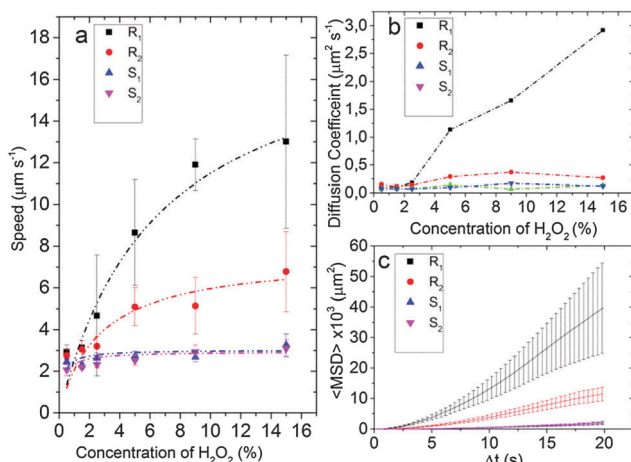 a
R₁
R₂
S₁
S₂
Speed (μm s⁻¹)
18
16
14
12
10
8
6
4
2
0
0 2 4 6 8 10 12 14 16
Concentration of H₂O₂ (%)
b
R₁
R₂
S₁
S₂
Diffusion Coefficeint (μm² s⁻¹)
3,0
2,5
2,0
1,5
1,0
0,5
0,0
0 2 4 6 8 10 12 14 16
Concentration of H₂O₂ (%)
c
R₁
R₂
S₁
S₂
<MSD> x10³ (μm²)
60
50
40
30
20
10
0
0 5 10 15 20
Δt (s)